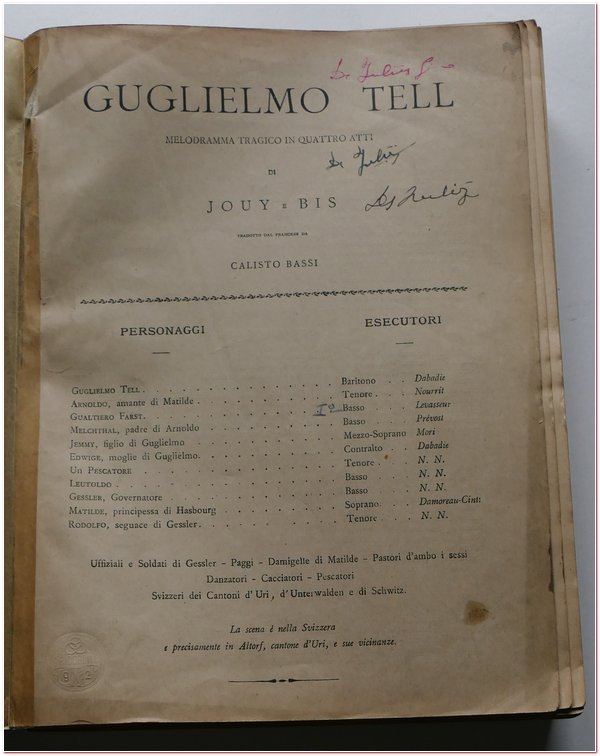 GUGLIELMO TELL
MELODRAMMA TRAGICO IN QUATTRO ATTI
DI
JOUY E BIS
TRADOTTO DAL FRANCESE DA
CALISTO BASSI
PERSONAGGI ESECUTORI
GUGLIELMO TELL . . . . Baritono . . Dabadie
ARNOLDO, amante di Matilde . . . . Tenore . . . Nourrit
GUALTIERO FARST. . . . . Iº Basso . . . Levasseur
MELCHTHAL, padre di Arnoldo . . . . Basso . . . Prévost
JEMMY, figlio di Guglielmo . . . . Mezzo-Soprano Mori
EDWIGE, moglie di Guglielmo. . . . . Contralto . . Dabadie
UN PESCATORE . . . . Tenore . . . N. N.
LEUTOLDO . . . . Basso . . . N. N.
GESSLER, Governatore . . . . Basso . . . N. N.
MATILDE, principessa di Hasbourg . . . . Soprano. . . Damoreau-Cinti
RODOLFO, seguace di Gessler. . . . . Tenore . . . N. N.
Uffiziali e Soldati di Gessler - Paggi - Damigelle di Matilde - Pastori d'ambo i sessi
Danzatori - Cacciatori - Pescatori
Svizzeri dei Cantoni d'Uri, d'Unterwalden e di Schwitz.
La scena è nella Svizzera
e precisamente in Altorf, cantone d'Uri, e sue vicinanze.